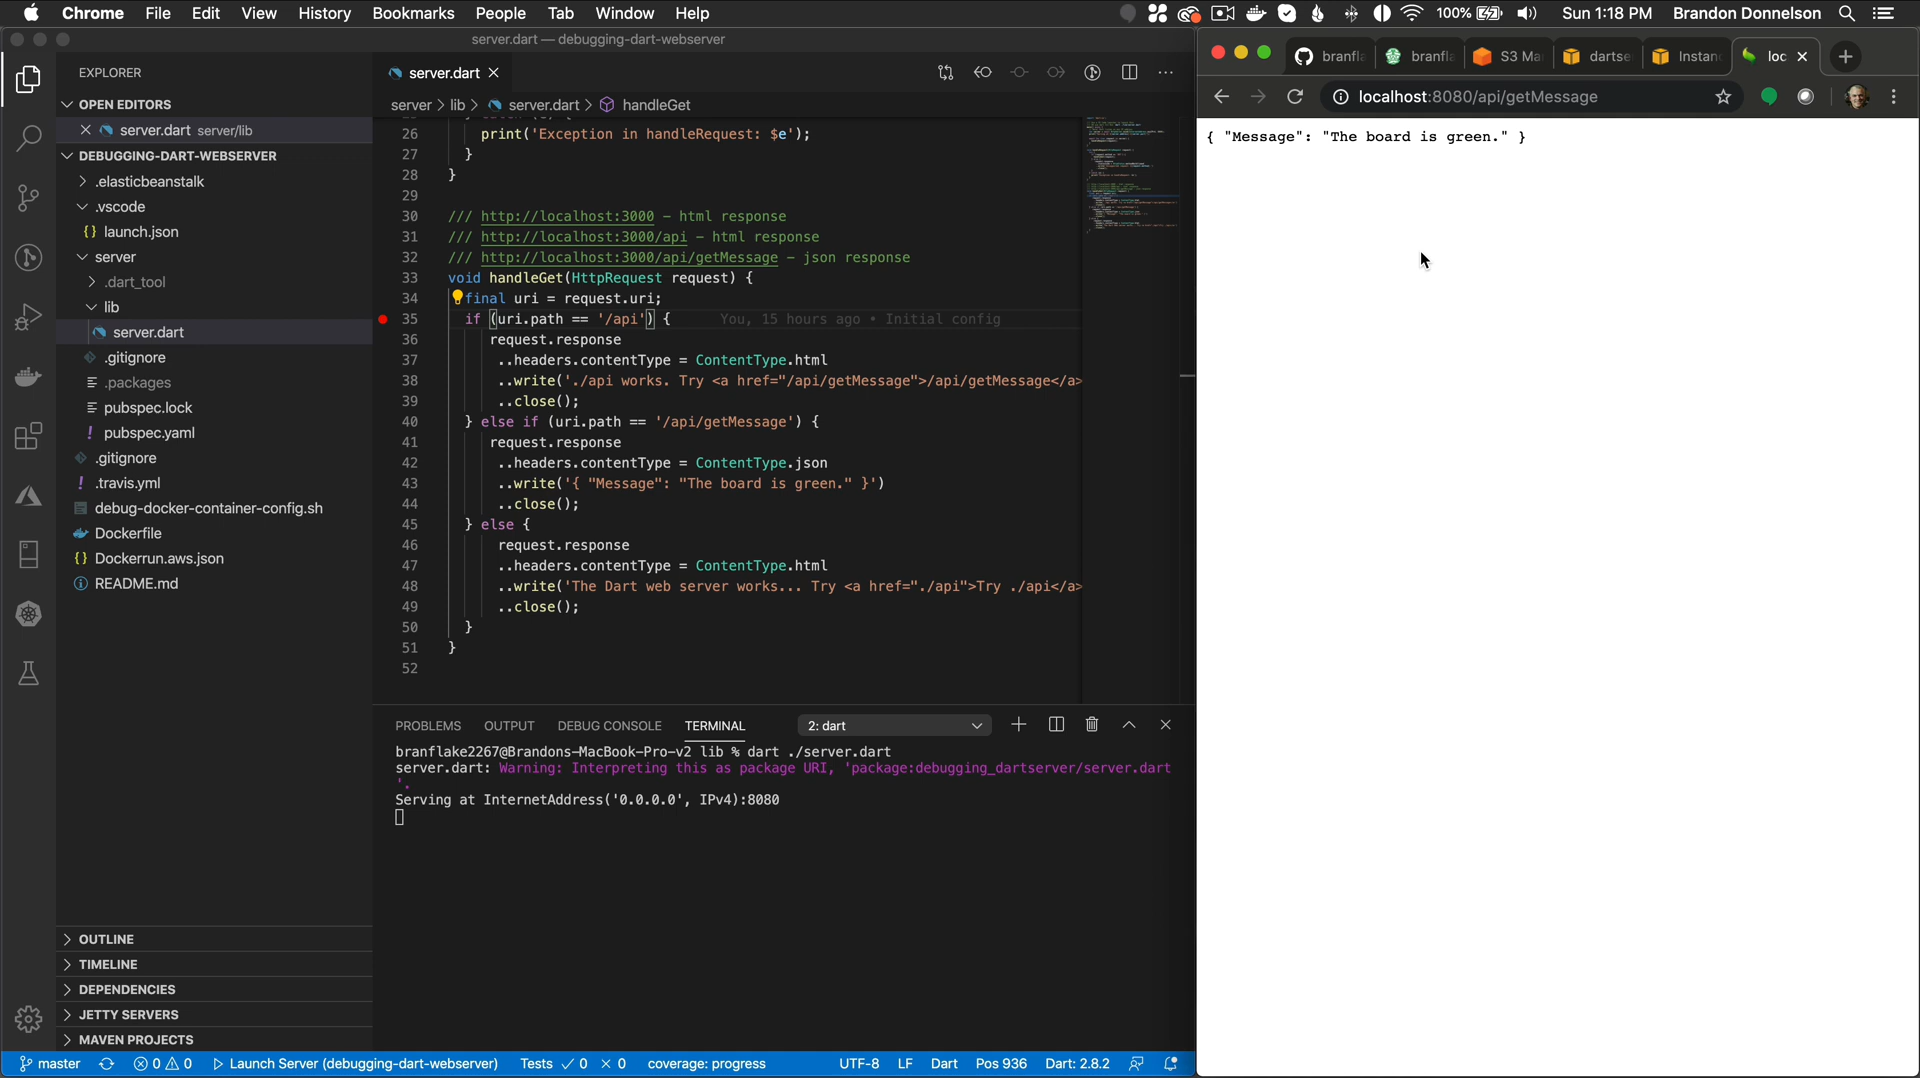 Chrome File Edit View History Bookmarks People Tab Window Help 100% Sun 1:18 PM Brandon Donnelson
server.dart — debugging-dart-webserver
EXPLORER
OPEN EDITORS
server.dart server/lib
DEBUGGING-DART-WEBSERVER
.elasticbeanstalk
.vscode
{} launch.json
server
.dart_tool
lib
server.dart
.gitignore
.packages
pubspec.lock
! pubspec.yaml
.gitignore
! .travis.yml
debug-docker-container-config.sh
Dockerfile
{} Dockerrun.aws.json
README.md
OUTLINE
TIMELINE
DEPENDENCIES
JETTY SERVERS
MAVEN PROJECTS
server.dart
server > lib > server.dart > handleGet
26 print('Exception in handleRequest: $e');
27 }
28 }
29
30 /// http://localhost:3000 - html response
31 /// http://localhost:3000/api - html response
32 /// http://localhost:3000/api/getMessage - json response
33 void handleGet(HttpRequest request) {
34 final uri = request.uri;
35 if (uri.path == '/api') { You, 15 hours ago • Initial config
36 request.response
37 ..headers.contentType = ContentType.html
38 ..write('./api works. Try <a href="/api/getMessage">/api/getMessage</a>
39 ..close();
40 } else if (uri.path == '/api/getMessage') {
41 request.response
42 ..headers.contentType = ContentType.json
43 ..write('{ "Message": "The board is green." }')
44 ..close();
45 } else {
46 request.response
47 ..headers.contentType = ContentType.html
48 ..write('The Dart web server works... Try <a href="./api">Try ./api</a>
49 ..close();
50 }
51 }
52
PROBLEMS OUTPUT DEBUG CONSOLE TERMINAL 2: dart
branflake2267@Brandons-MacBook-Pro-v2 lib % dart ./server.dart
server.dart: Warning: Interpreting this as package URI, 'package:debugging_dartserver/server.dart
'.
Serving at InternetAddress('0.0.0.0', IPv4):8080
master 0 0 Launch Server (debugging-dart-webserver) Tests 0 0 coverage: progress UTF-8 LF Dart Pos 936 Dart: 2.8.2
branfla branfla S3 Ma dartse Instan loc
localhost:8080/api/getMessage
{ "Message": "The board is green." }